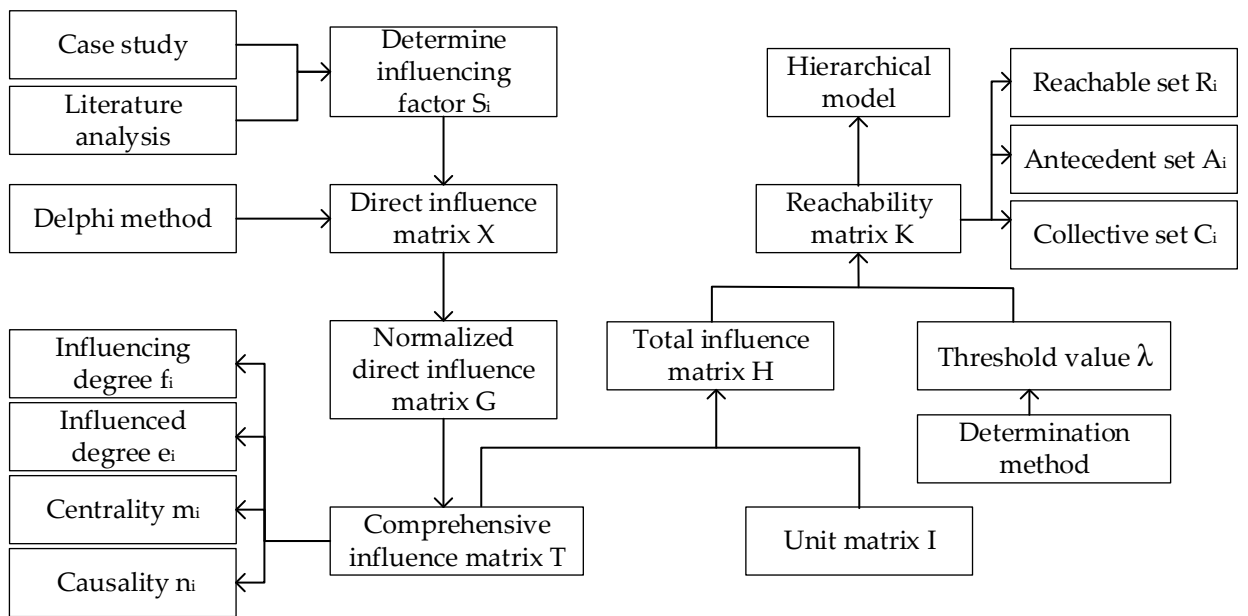 Case study
Literature
analysis
Determine
influencing
factor Si
Delphi method
Direct influence
matrix X
Normalized
direct influence
matrix G
Influencing
degree fi
Influenced
degree ei
Centrality mi
Causality ni
Comprehensive
influence matrix T
Hierarchical
model
Reachable set Ri
Antecedent set Ai
Collective set Ci
Reachability
matrix K
Total influence
matrix H
Threshold value λ
Determination
method
Unit matrix I